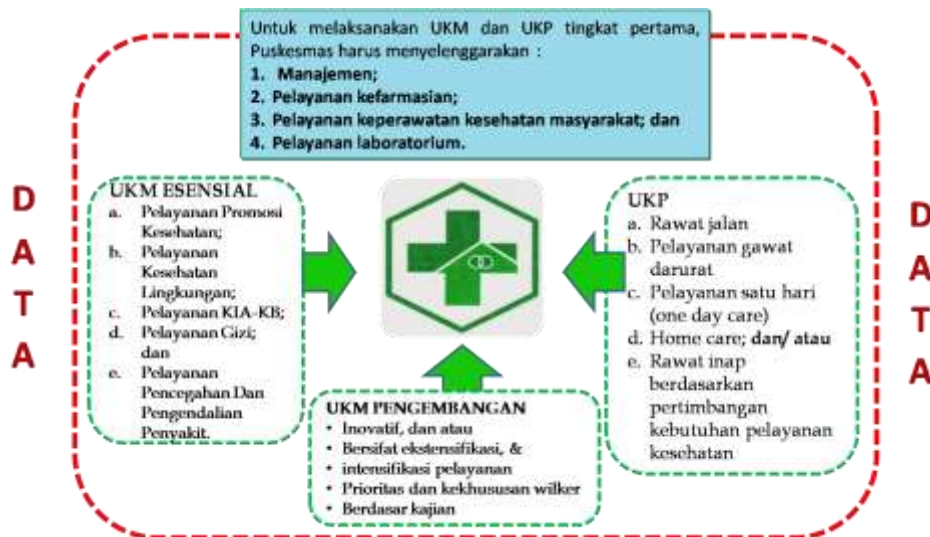 Untuk melaksanakan UKM dan UKP tingkat pertama,
Puskesmas harus menyelenggarakan :
1. Manajemen;
2. Pelayanan kefarmasian;
3. Pelayanan keperawatan kesehatan masyarakat; dan
4. Pelayanan laboratorium.
D
A
T
A
UKM ESENSIAL
a. Pelayanan Promosi
Kesehatan;
b. Pelayanan
Kesehatan
Lingkungan;
c. Pelayanan KIA-KB;
d. Pelayanan Gizi;
dan
e. Pelayanan
Pencegahan Dan
Pengendalian
Penyakit.
UKM PENGEMBANGAN
• Inovatif, dan atau
• Bersifat ekstensifikasi, &
• intensifikasi pelayanan
• Prioritas dan kekhususan wilker
• Berdasar kajian
UKP
a. Rawat jalan
b. Pelayanan gawat
darurat
c. Pelayanan satu hari
(one day care)
d. Home care; dan/ atau
e. Rawat inap
berdasarkan
pertimbangan
kebutuhan pelayanan
kesehatan
D
A
T
A